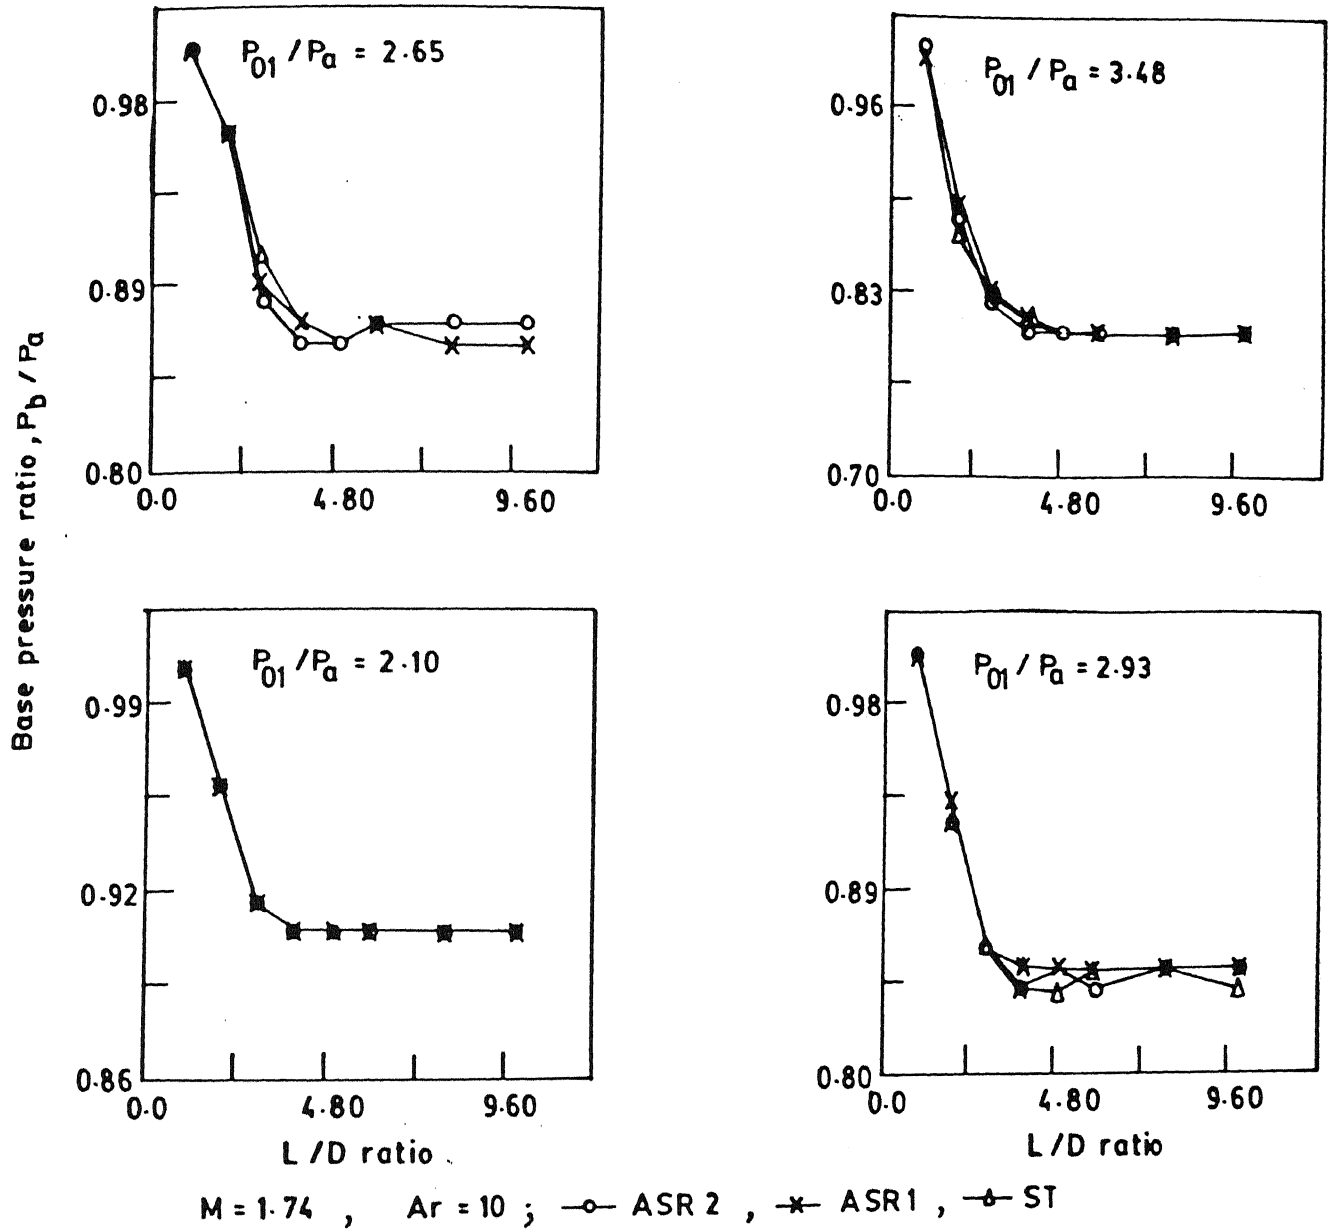 Base pressure ratio, Pb / Pa
P01 / Pa = 2.65
0.98
0.89
0.80
0.0 4.80 9.60
P01 / Pa = 3.48
0.96
0.83
0.70
0.0 4.80 9.60
P01 / Pa = 2.10
0.99
0.92
0.86
0.0 4.80 9.60
L / D ratio
P01 / Pa = 2.93
0.98
0.89
0.80
0.0 4.80 9.60
L / D ratio
M = 1.74 , Ar = 10 ; ASR 2 , ASR 1 , ST